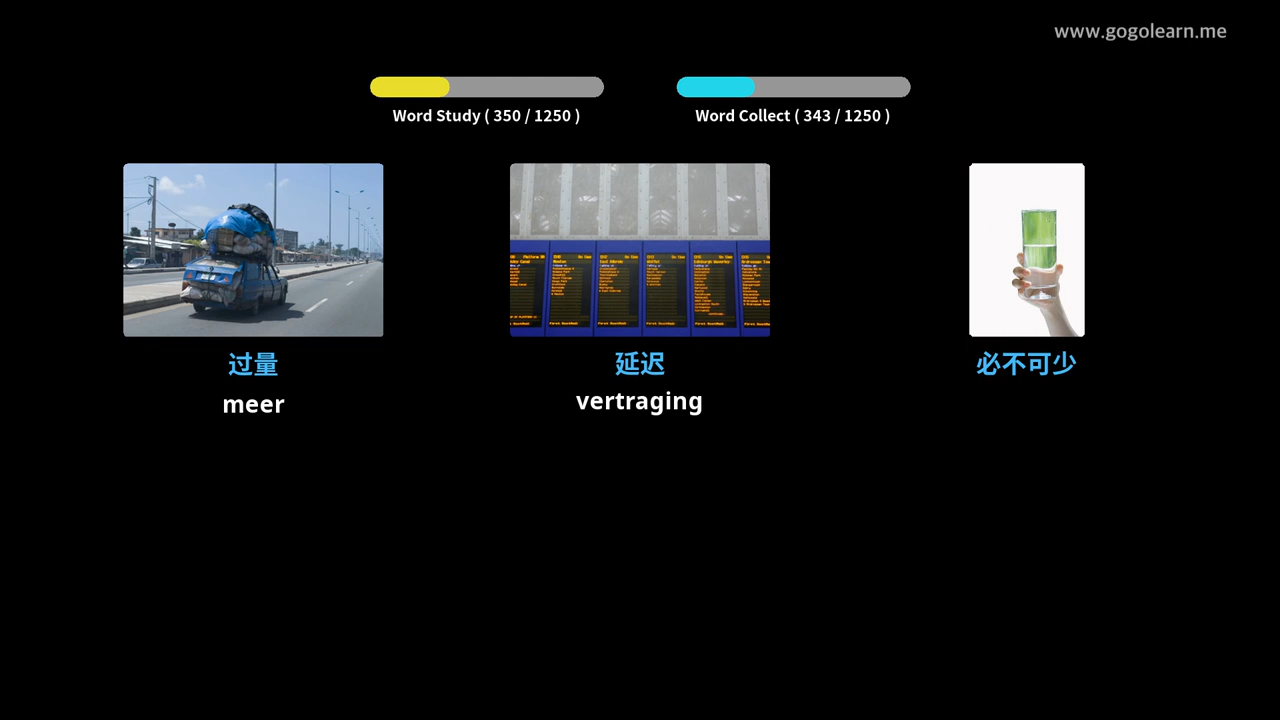 www.gogolearn.me
Word Study ( 350 / 1250 )
Word Collect ( 343 / 1250 )
过量
延迟
必不可少
meer
vertraging